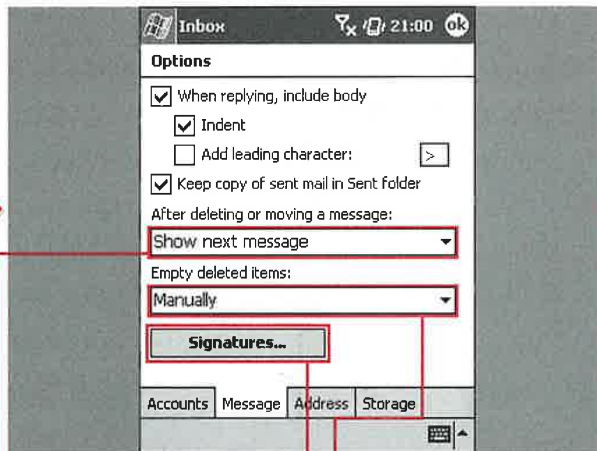 Inbox 21:00 ok
Options
When replying, include body
Indent
Add leading character: >
Keep copy of sent mail in Sent folder
After deleting or moving a message:
Show next message
Empty deleted items:
Manually
Signatures...
Accounts Message Address Storage